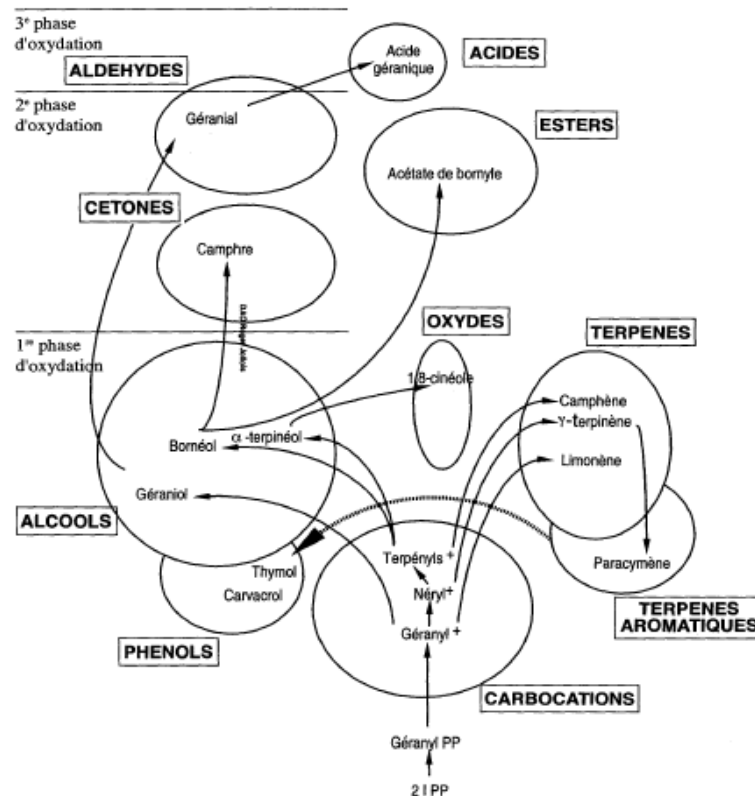 3e phase
d'oxydation
ALDEHYDES
Acide
géranique
ACIDES
2e phase
d'oxydation
Géranial
ESTERS
Acétate de bornyle
CETONES
Camphre
OXYDES
TERPENES
1re phase
d'oxydation
1,8-cinéole
Camphène
γ-terpinène
Bornéol
α-terpinéol
Limonène
Géraniol
ALCOOLS
Terpényls +
Paracymène
Thymol
Carvacrol
Néryl+
TERPENES
AROMATIQUES
PHENOLS
Géranyl +
CARBOCATIONS
Géranyl PP
2 I PP